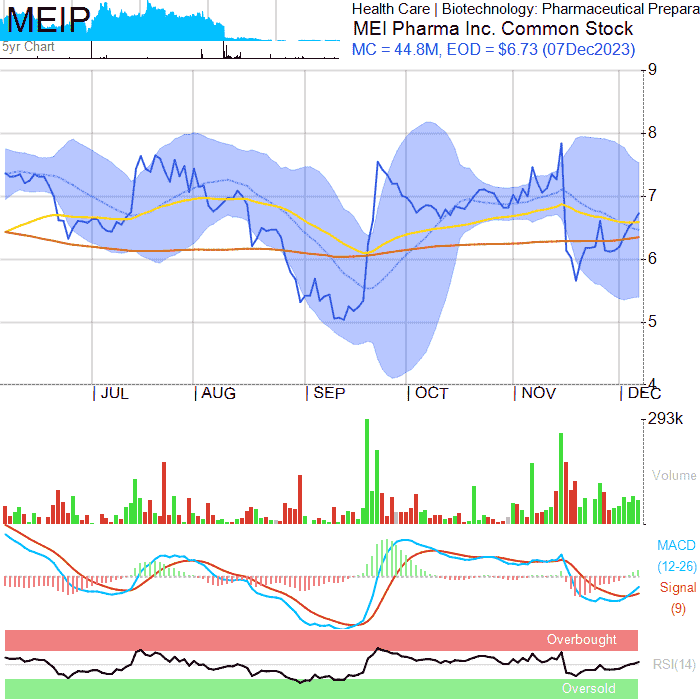 MEIP
5yr Chart
Health Care | Biotechnology: Pharmaceutical Prepara
MEI Pharma Inc. Common Stock
MC = 44.8M, EOD = $6.73 (07Dec2023)
9
8
7
6
5
4
JUL AUG SEP OCT NOV DEC
293k
Volume
MACD
(12-26)
Signal
(9)
Overbought
RSI(14)
Oversold